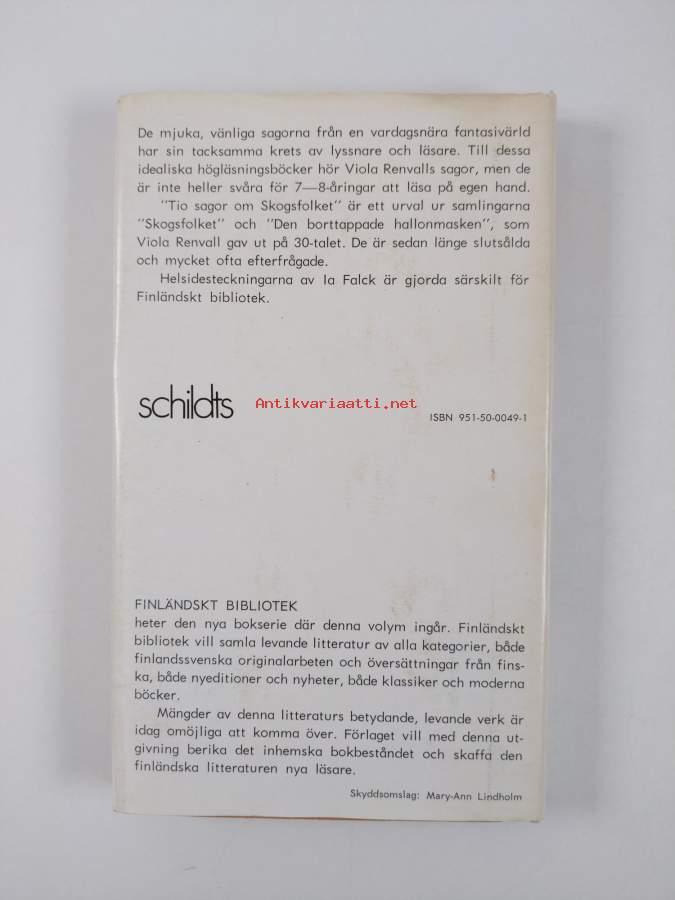 De mjuka, vänliga sagorna från en vardagsnära fantasivärld
har sin tacksamma krets av lyssnare och läsare. Till dessa
idealiska högläsningsböcker hör Viola Renvalls sagor, men de
är inte heller svåra för 7—8-åringar att läsa på egen hand.
"Tio sagor om Skogsfolket" är ett urval ur samlingarna
"Skogsfolket" och "Den borttappade hallonmasken", som
Viola Renvall gav ut på 30-talet. De är sedan länge slutsålda
och mycket ofta efterfrågade.
Helsidesteckningarna av Ia Falck är gjorda särskilt för
Finländskt bibliotek.
schildts
Antikvariaatti.net
ISBN 951-50-0049-1
FINLÄNDSKT BIBLIOTEK
heter den nya bokserie där denna volym ingår. Finländskt
bibliotek vill samla levande litteratur av alla kategorier, både
finlandssvenska originalarbeten och översättningar från fins-
ka, både nyeditioner och nyheter, både klassiker och moderna
böcker.
Mängder av denna litteraturs betydande, levande verk är
idag omöjliga att komma över. Förlaget vill med denna ut-
givning berika det inhemska bokbeståndet och skaffa den
finländska litteraturen nya läsare.
Skyddsomslag: Mary-Ann Lindholm